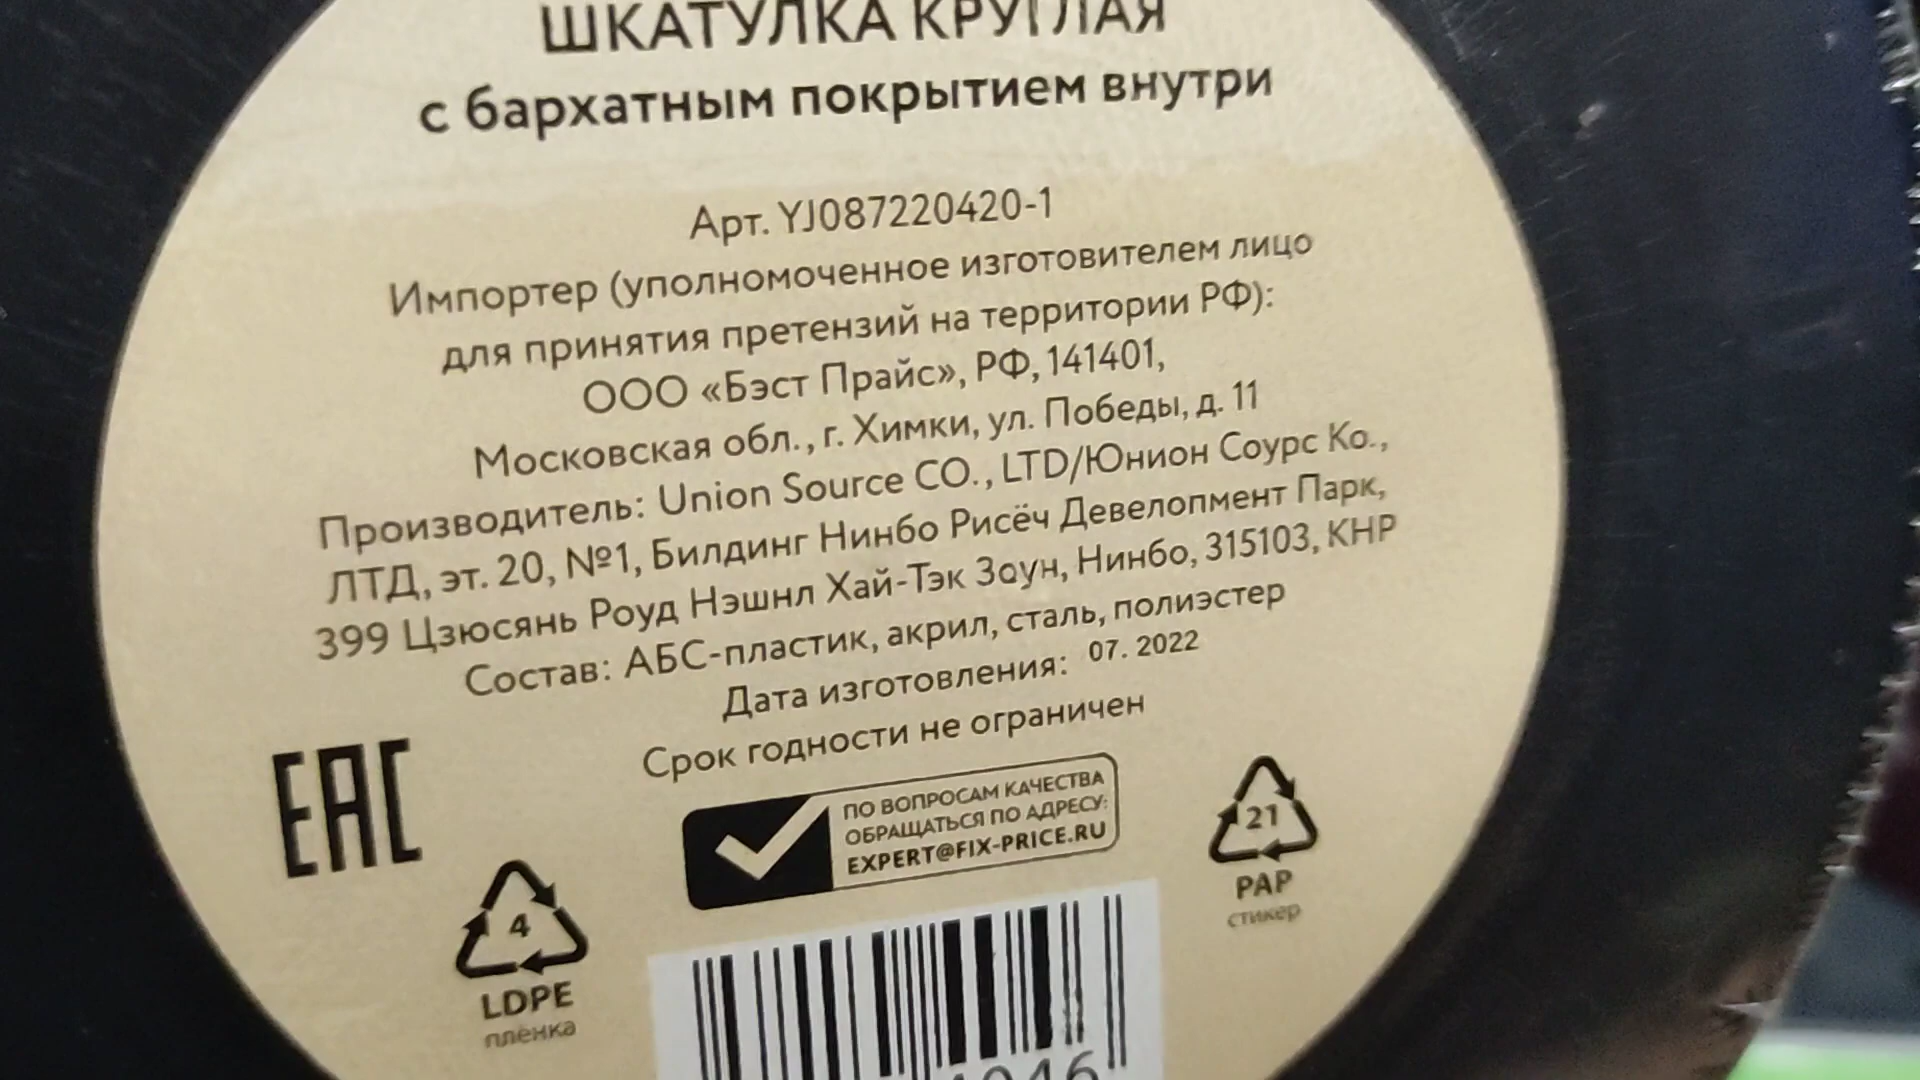 ШКАТУЛКА КРУГЛАЯ
с бархатным покрытием внутри
Арт. YJ087220420-1
Импортер (уполномоченное изготовителем лицо
для принятия претензий на территории РФ):
ООО «Бэст Прайс», РФ, 141401,
Московская обл., г. Химки, ул. Победы, д. 11
Производитель: Union Source CO., LTD/Юнион Соурс Ко.,
ЛТД, эт. 20, №1, Билдинг Нинбо Рисёч Девелопмент Парк,
399 Цзюсянь Роуд Нэшнл Хай-Тэк Зоун, Нинбо, 315103, КНР
Состав: АБС-пластик, акрил, сталь, полиэстер
Дата изготовления: 07. 2022
Срок годности не ограничен
EAC
ПО ВОПРОСАМ КАЧЕСТВА
ОБРАЩАТЬСЯ ПО АДРЕСУ:
EXPERT@FIX-PRICE.RU
21
PAP
стикер
4
LDPE
плёнка